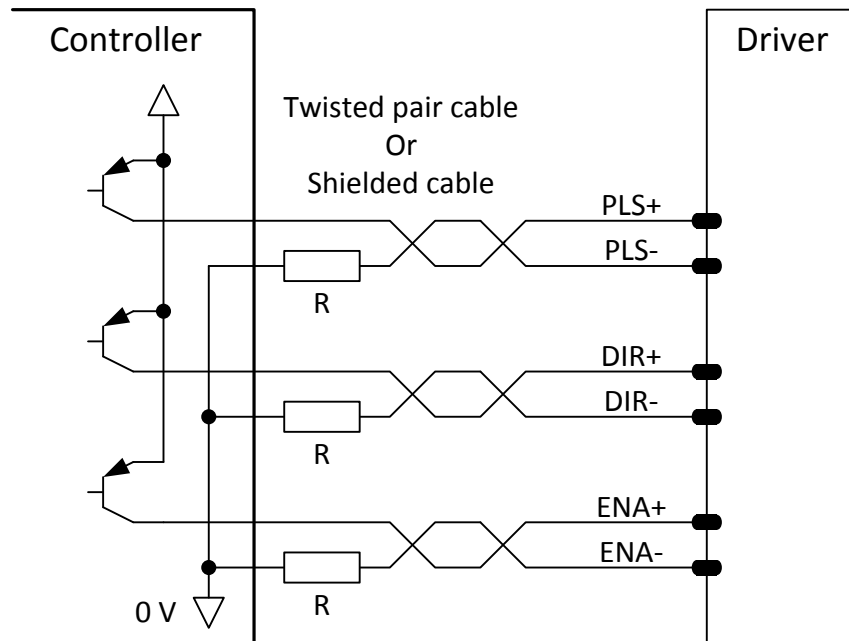 Controller
Driver
Twisted pair cable
Or
Shielded cable
PLS+
PLS-
R
DIR+
DIR-
R
ENA+
ENA-
R
0 V